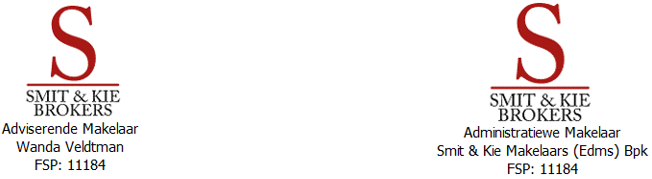 S
SMIT & KIE
BROKERS
Adviserende Makelaar
Wanda Veldtman
FSP: 11184
S
SMIT & KIE
BROKERS
Administratiewe Makelaar
Smit & Kie Makelaars (Edms) Bpk
FSP: 11184